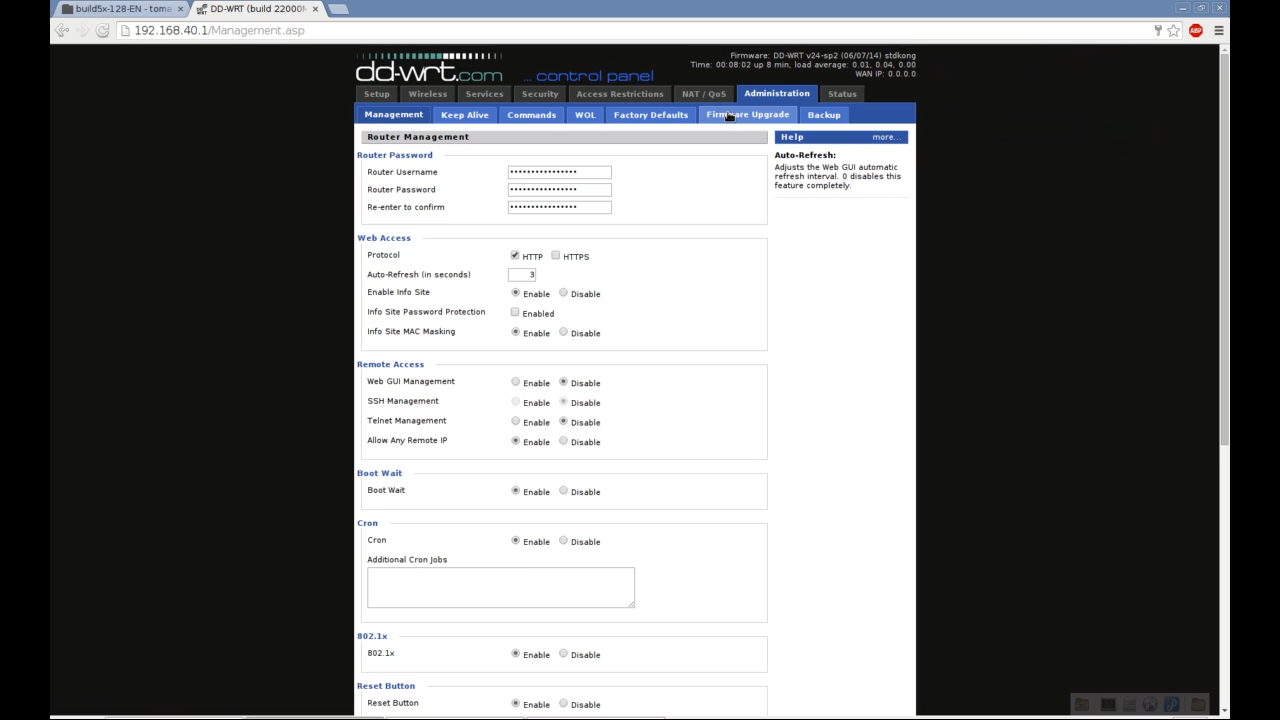 build5x-128-EN - toma
DD-WRT (build 22000
192.168.40.1/Management.asp
ABP
Firmware: DD-WRT v24-sp2 (06/07/14) stdkong
Time: 00:08:02 up 8 min, load average: 0.01, 0.04, 0.00
WAN IP: 0.0.0.0
dd-wrt.com ... control panel
Setup Wireless Services Security Access Restrictions NAT / QoS Administration Status
Management Keep Alive Commands WOL Factory Defaults Firmware Upgrade Backup
Router Management
Help more...
Router Password
Router Username ••••••••••••••••
Router Password ••••••••••••••••
Re-enter to confirm ••••••••••••••••
Auto-Refresh:
Adjusts the Web GUI automatic
refresh interval. 0 disables this
feature completely.
Web Access
Protocol HTTP HTTPS
Auto-Refresh (in seconds) 3
Enable Info Site Enable Disable
Info Site Password Protection Enabled
Info Site MAC Masking Enable Disable
Remote Access
Web GUI Management Enable Disable
SSH Management Enable Disable
Telnet Management Enable Disable
Allow Any Remote IP Enable Disable
Boot Wait
Boot Wait Enable Disable
Cron
Cron Enable Disable
Additional Cron Jobs
802.1x
802.1x Enable Disable
Reset Button
Reset Button Enable Disable